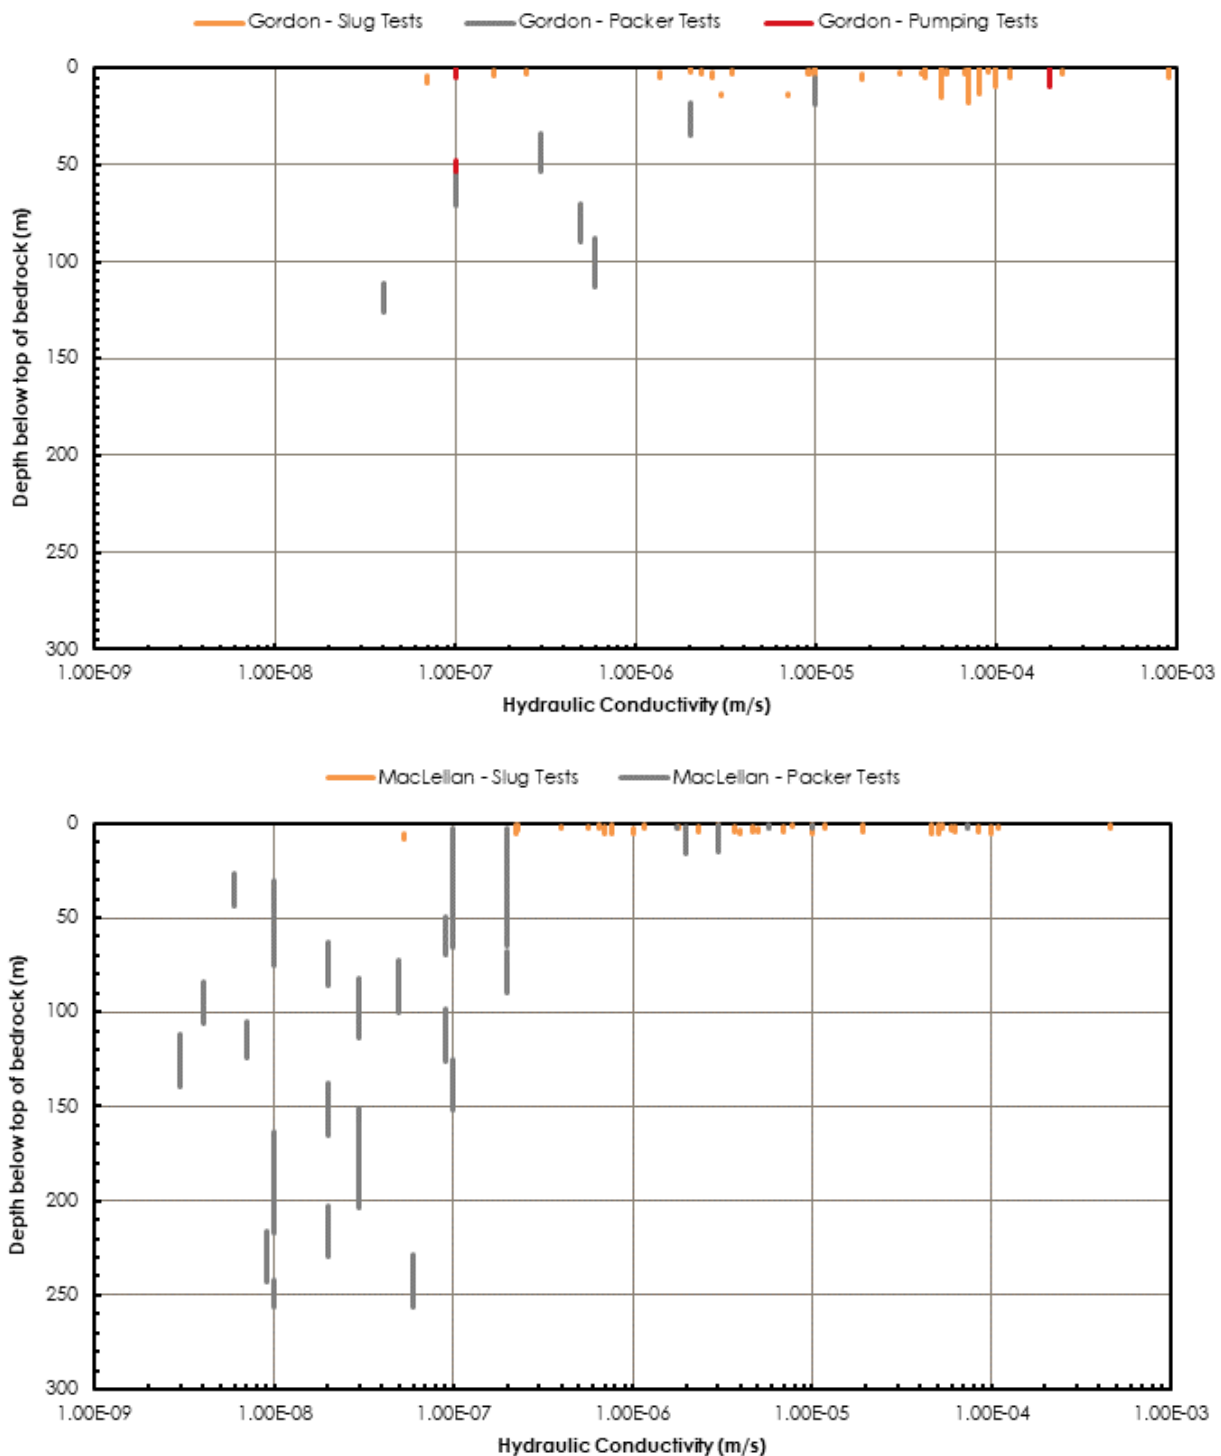 Gordon - Slug Tests Gordon - Packer Tests Gordon - Pumping Tests
0
50
100
150
200
250
300
Depth below top of bedrock (m)
1.00E-09 1.00E-08 1.00E-07 1.00E-06 1.00E-05 1.00E-04 1.00E-03
Hydraulic Conductivity (m/s)
MacLellan - Slug Tests MacLellan - Packer Tests
0
50
100
150
200
250
300
Depth below top of bedrock (m)
1.00E-09 1.00E-08 1.00E-07 1.00E-06 1.00E-05 1.00E-04 1.00E-03
Hydraulic Conductivity (m/s)